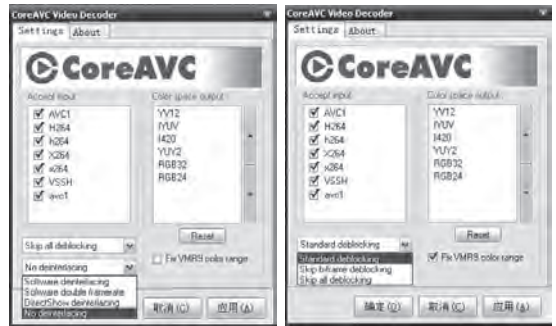 CoreAVC Video Decoder
Settings About
CoreAVC
Accept input
AVC1
H264
h264
X264
x264
VSSH
avc1
Color space output
YV12
IYUV
I420
YUY2
RGB32
RGB24
Reset
Skip all deblocking
Fix VMR9 color range
No deinterlacing
Software deinterlacing
Software double framerate
DirectShow deinterlacing
No deinterlacing
取消(C) 应用(A)
CoreAVC Video Decoder
Settings About
CoreAVC
Accept input
AVC1
H264
h264
X264
x264
VSSH
avc1
Color space output
YV12
IYUV
I420
YUY2
RGB32
RGB24
Reset
Standard deblocking
Standard deblocking
Skip b-frame deblocking
Skip all deblocking
Fix VMR9 color range
确定(O) 取消(C) 应用(A)